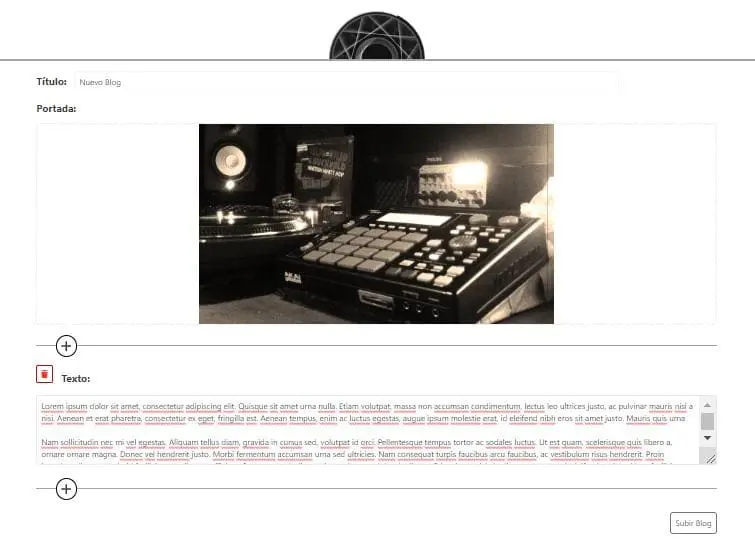 Título:
Nuevo Blog
Portada:
PHILIPS
AKAI
Texto:
Lorem ipsum dolor sit amet, consectetur adipiscing elit. Quisque sit amet urna nulla. Etiam volutpat, massa non accumsan condimentum, lectus leo ultrices justo, ac pulvinar mauris nisl a
nisi. Aenean et erat pharetra, consectetur ex eget, fringilla est. Aenean tempus, enim ac luctus egestas, augue ipsum molestie erat, id eleifend nibh eros sit amet justo. Mauris quis urna
Nam sollicitudin nec mi vel egestas. Aliquam tellus diam, gravida in cursus sed, volutpat id orci. Pellentesque tempus tortor ac sodales luctus. Ut est quam, scelerisque quis libero a,
ornare ornare magna. Donec vel hendrerit justo. Morbi fermentum accumsan urna sed ultricies. Nam consequat turpis faucibus arcu faucibus, ac vestibulum risus hendrerit. Proin
Subir Blog